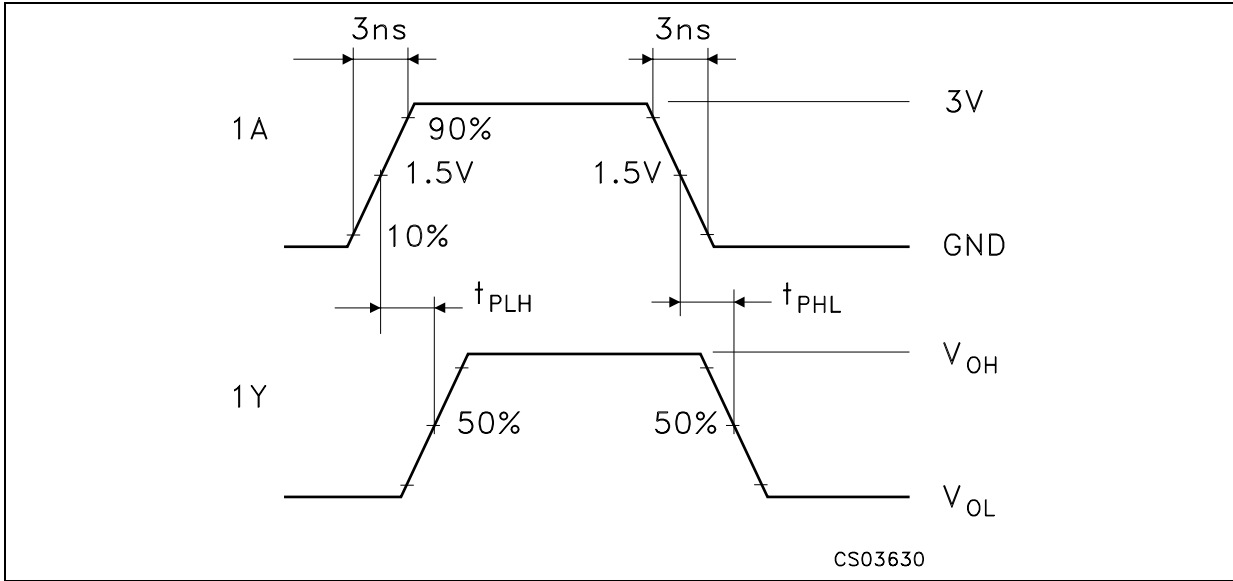 3ns 3ns
1A 90% 3V
1.5V 1.5V
10% GND
tPLH tPHL
VOH
1Y 50% 50%
VOL
CS03630